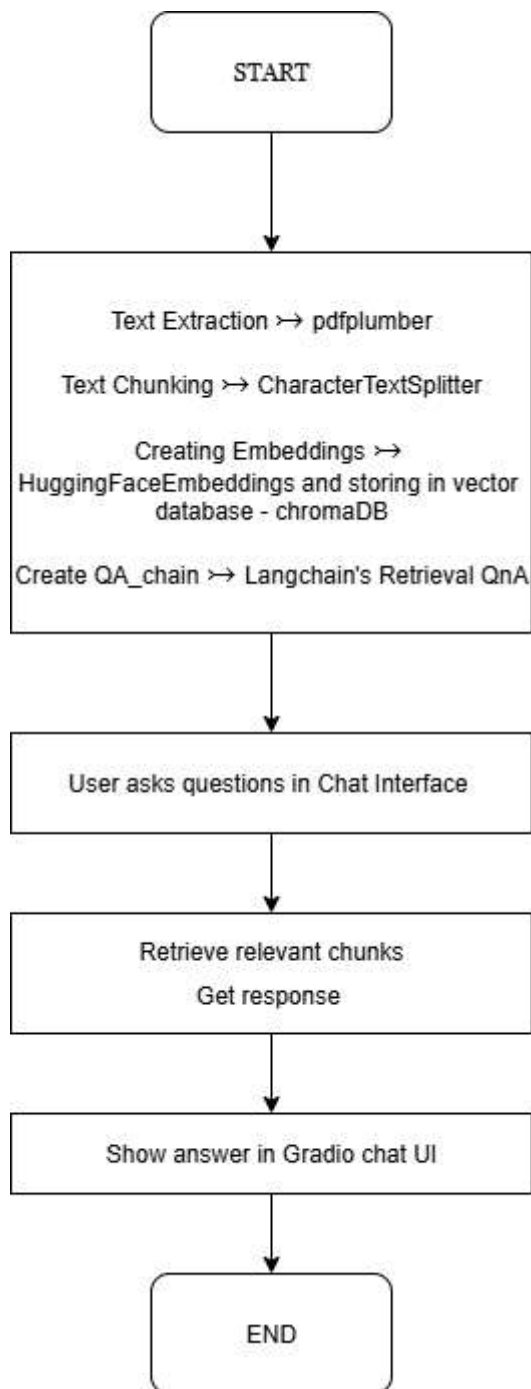 START
Text Extraction ↣ pdfplumber
Text Chunking ↣ CharacterTextSplitter
Creating Embeddings ↣
HuggingFaceEmbeddings and storing in vector
database - chromaDB
Create QA_chain ↣ Langchain's Retrieval QnA
User asks questions in Chat Interface
Retrieve relevant chunks
Get response
Show answer in Gradio chat UI
END